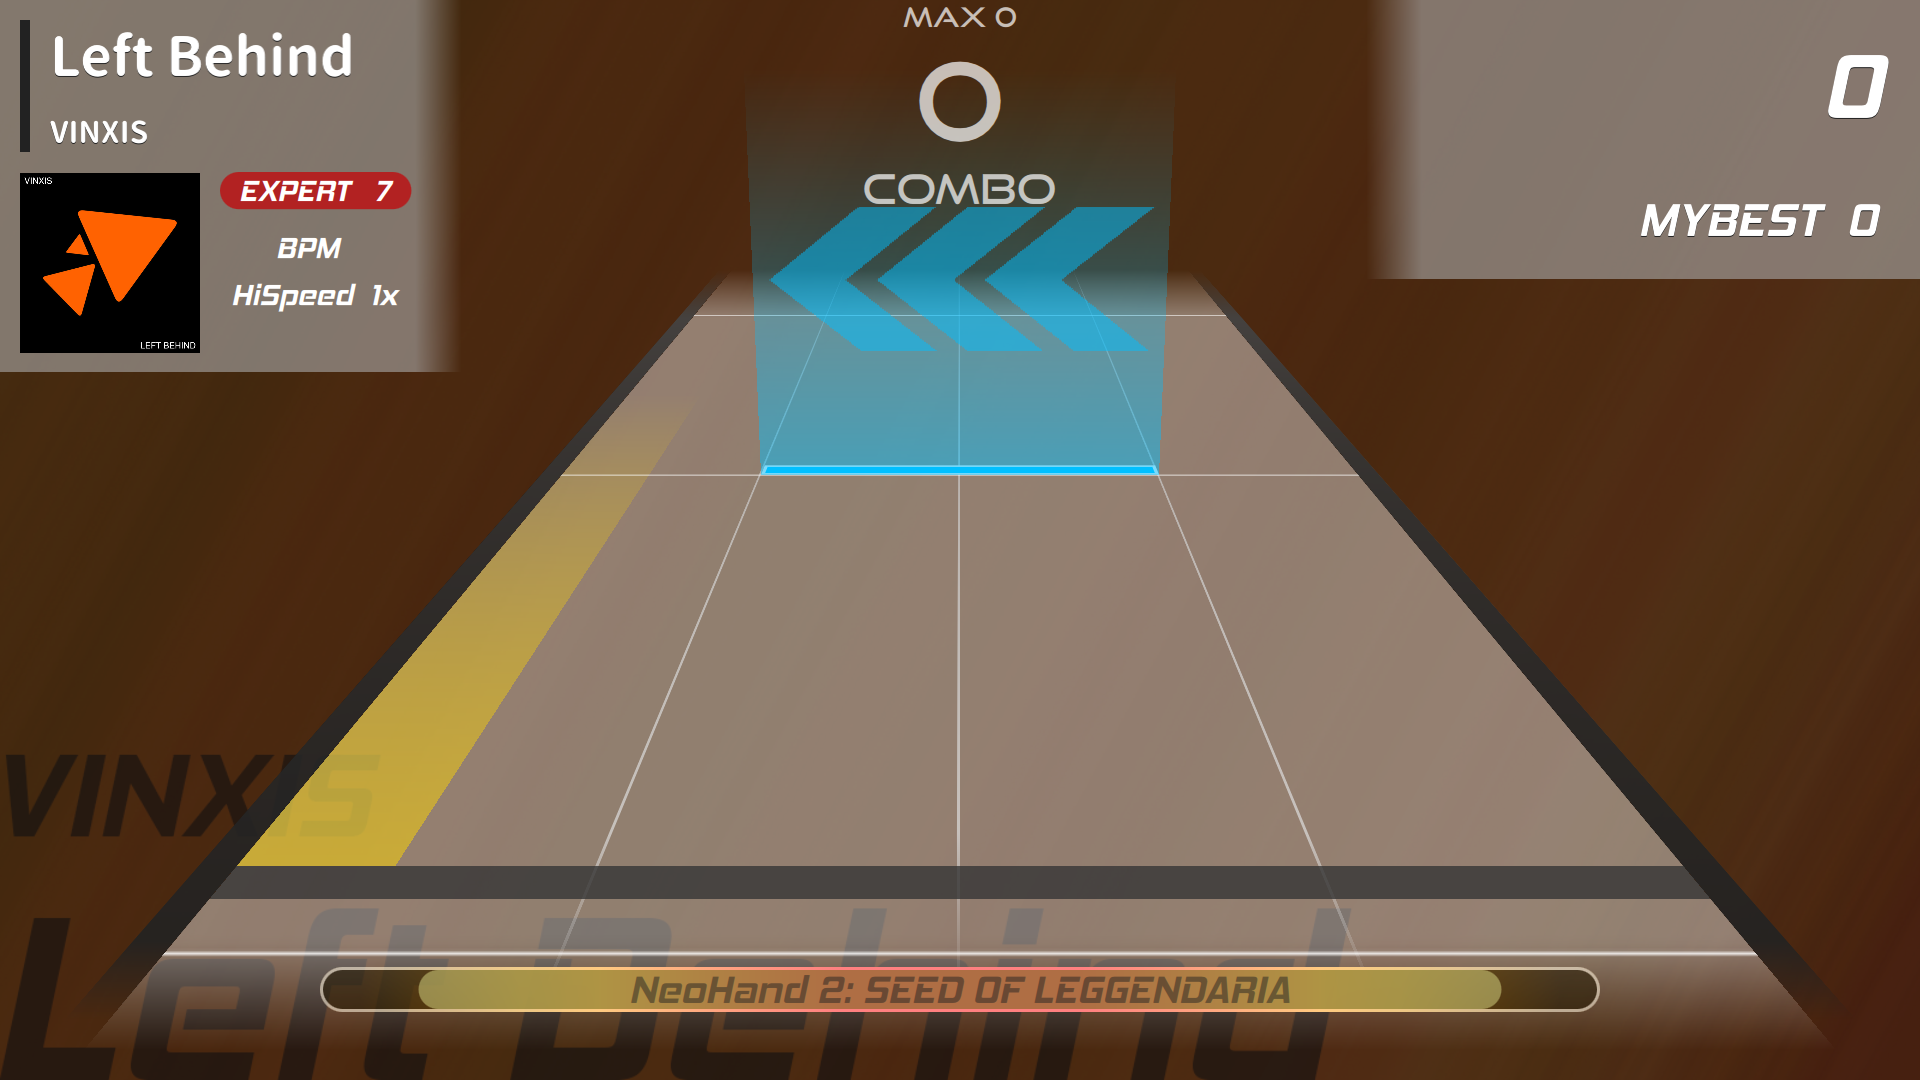 Left Behind
VINXIS
VINXIS
LEFT BEHIND
EXPERT 7
BPM
HiSpeed 1x
MAX 0
0
COMBO
0
MYBEST 0
VINXIS
Left Behind
NeoHand 2: SEED OF LEGGENDARIA